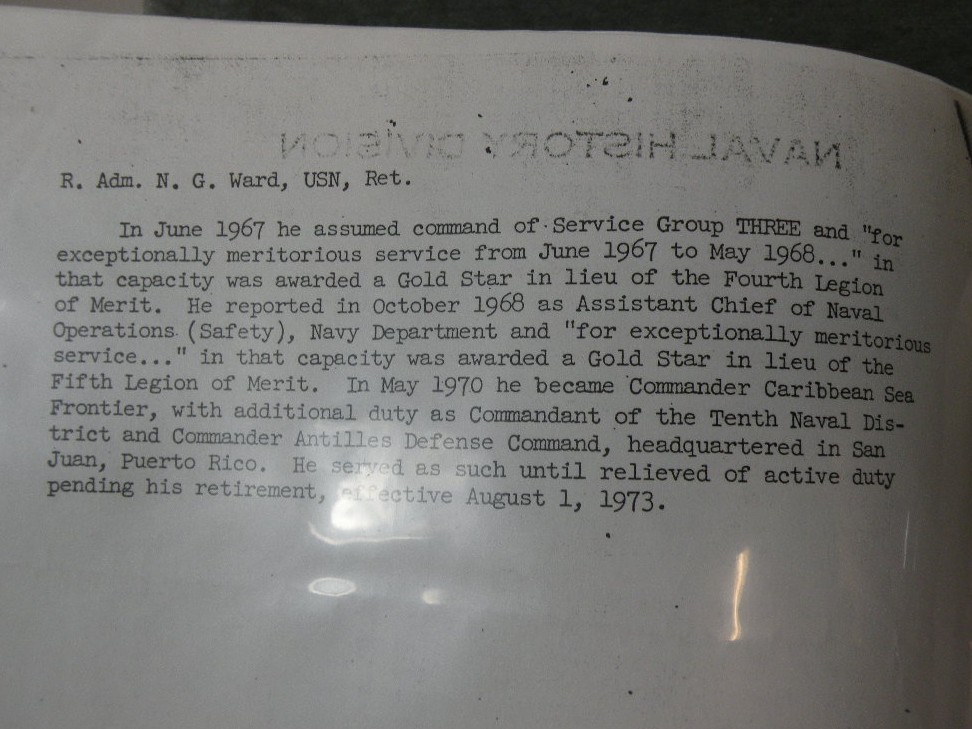 NAVAL HISTORY DIVISION
R. Adm. N. G. Ward, USN, Ret.
In June 1967 he assumed command of Service Group THREE and "for
exceptionally meritorious service from June 1967 to May 1968..." in
that capacity was awarded a Gold Star in lieu of the Fourth Legion
of Merit. He reported in October 1968 as Assistant Chief of Naval
Operations (Safety), Navy Department and "for exceptionally meritorious
service..." in that capacity was awarded a Gold Star in lieu of the
Fifth Legion of Merit. In May 1970 he became Commander Caribbean Sea
Frontier, with additional duty as Commandant of the Tenth Naval Dis-
trict and Commander Antilles Defense Command, headquartered in San
Juan, Puerto Rico. He served as such until relieved of active duty
pending his retirement, effective August 1, 1973.